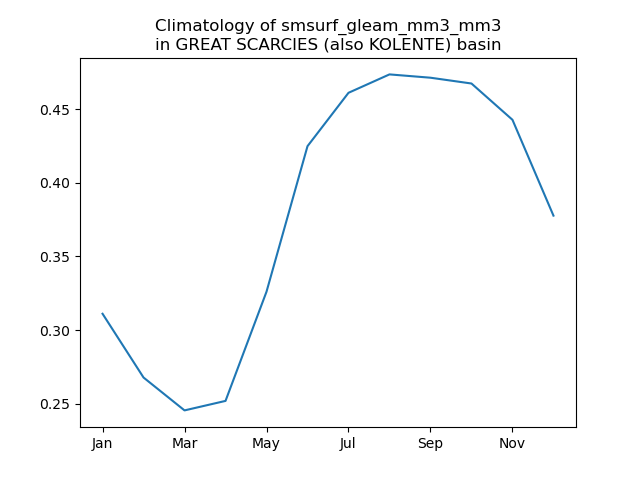 Climatology of smsurf_gleam_mm3_mm3
in GREAT SCARCIES (also KOLENTE) basin
0.45
0.40
0.35
0.30
0.25
Jan Mar May Jul Sep Nov